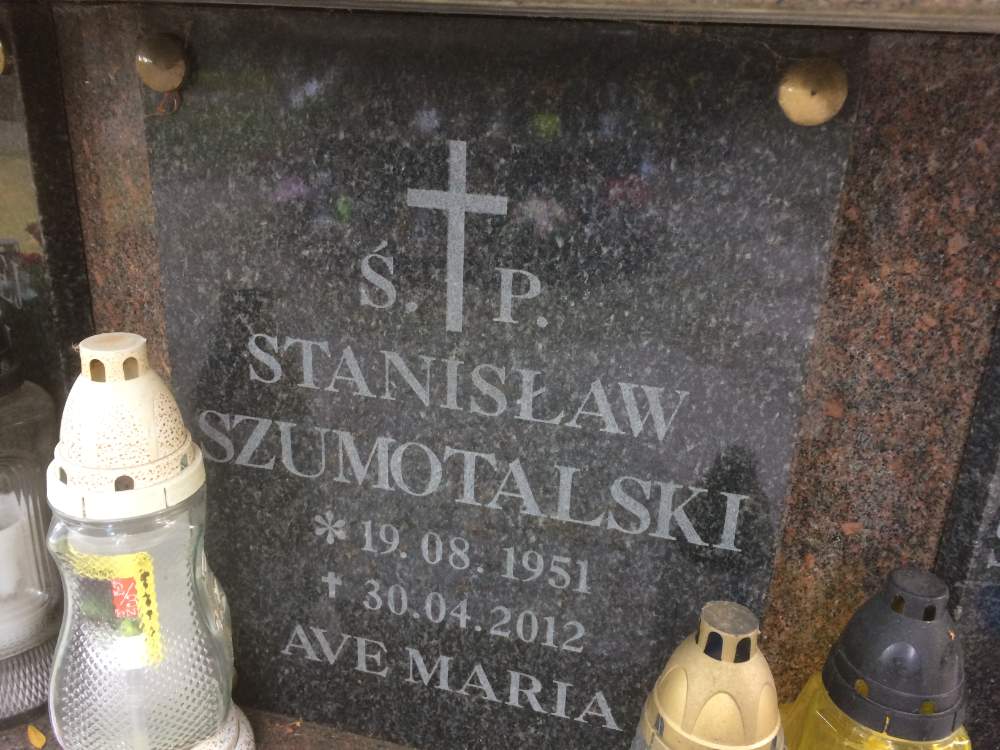 Ś. P.
STANISŁAW
SZUMOTALSKI
* 19. 08. 1951
† 30.04.2012
AVE MARIA